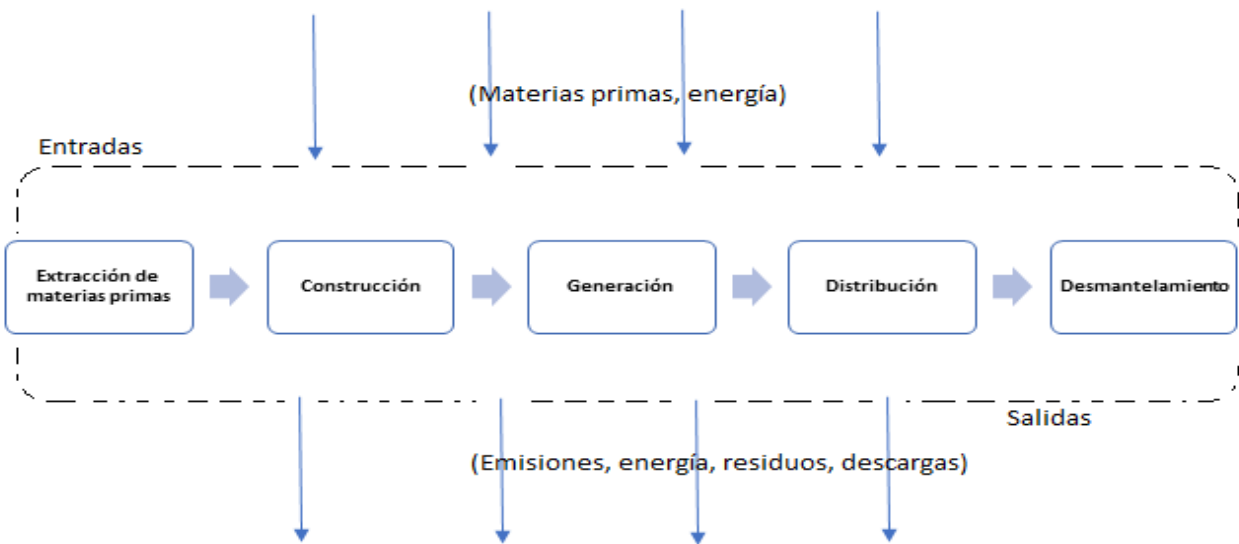 (Materias primas, energía)
Entradas
Extracción de
materias primas
Construcción
Generación
Distribución
Desmantelamiento
Salidas
(Emisiones, energía, residuos, descargas)